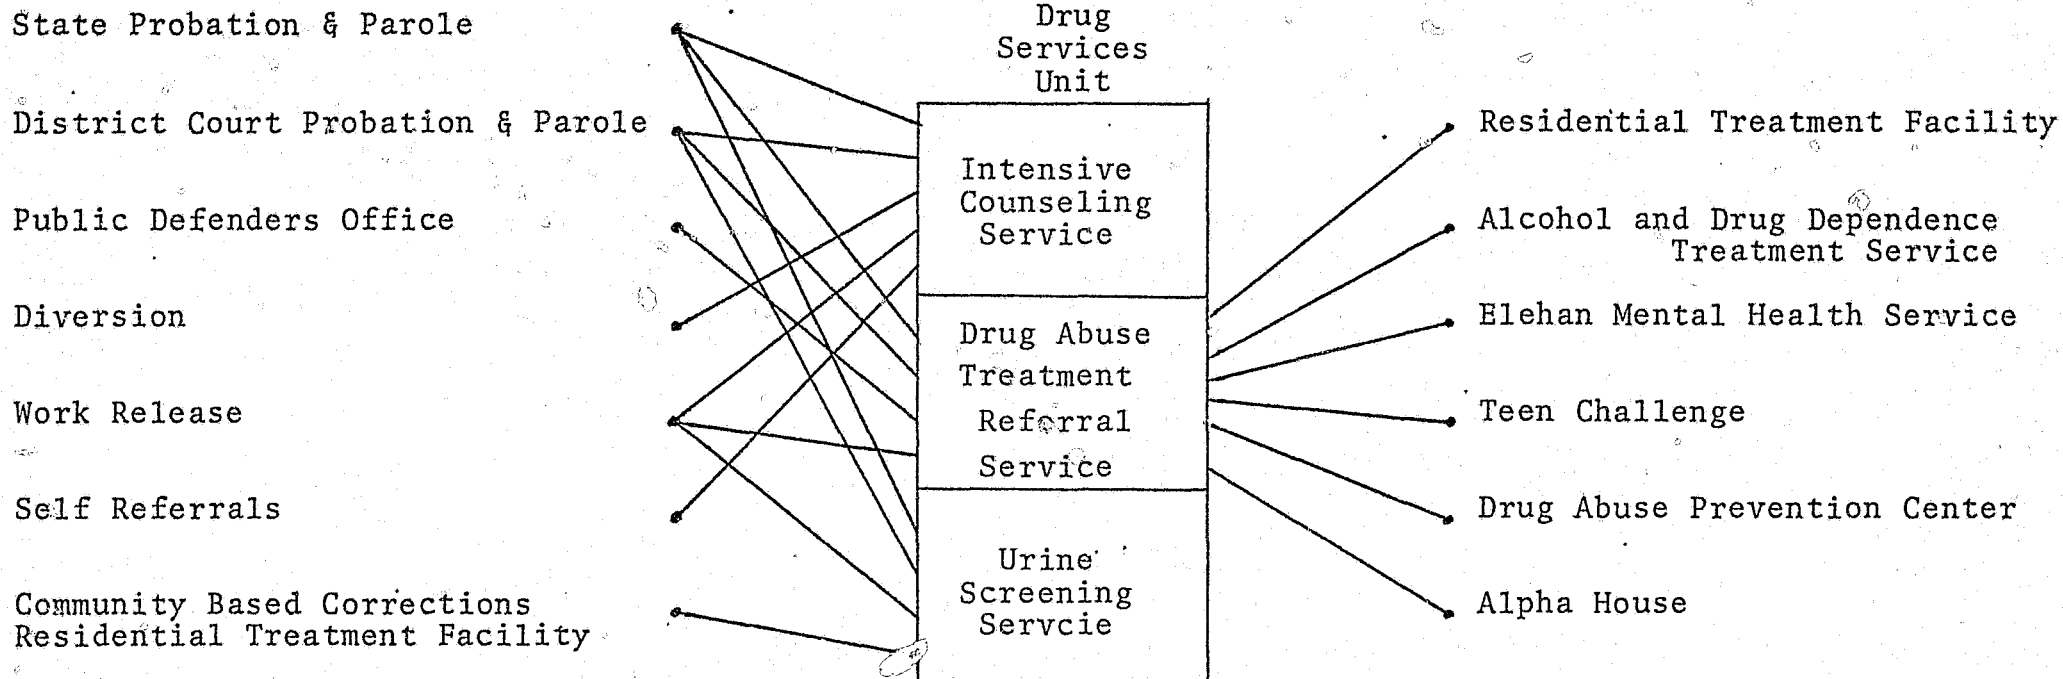 State Probation & Parole
District Court Probation & Parole
Public Defenders Office
Diversion
Work Release
Self Referrals
Community Based Corrections
Residential Treatment Facility
Drug
Services
Unit
Intensive
Counseling
Service
Drug Abuse
Treatment
Referral
Service
Urine
Screening
Servcie
Residential Treatment Facility
Alcohol and Drug Dependence
Treatment Service
Elehan Mental Health Service
Teen Challenge
Drug Abuse Prevention Center
Alpha House